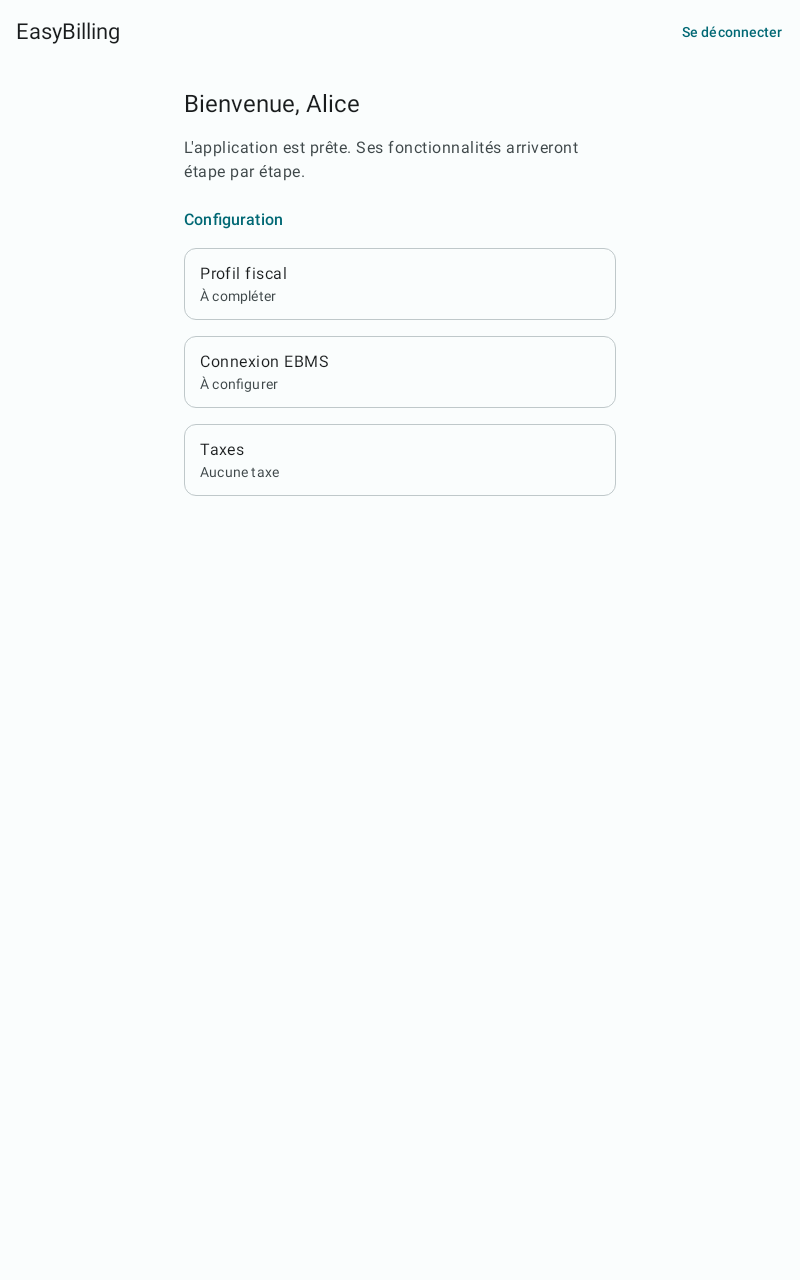 EasyBilling
Se déconnecter
Bienvenue, Alice
L'application est prête. Ses fonctionnalités arriveront
étape par étape.
Configuration
Profil fiscal
À compléter
Connexion EBMS
À configurer
Taxes
Aucune taxe